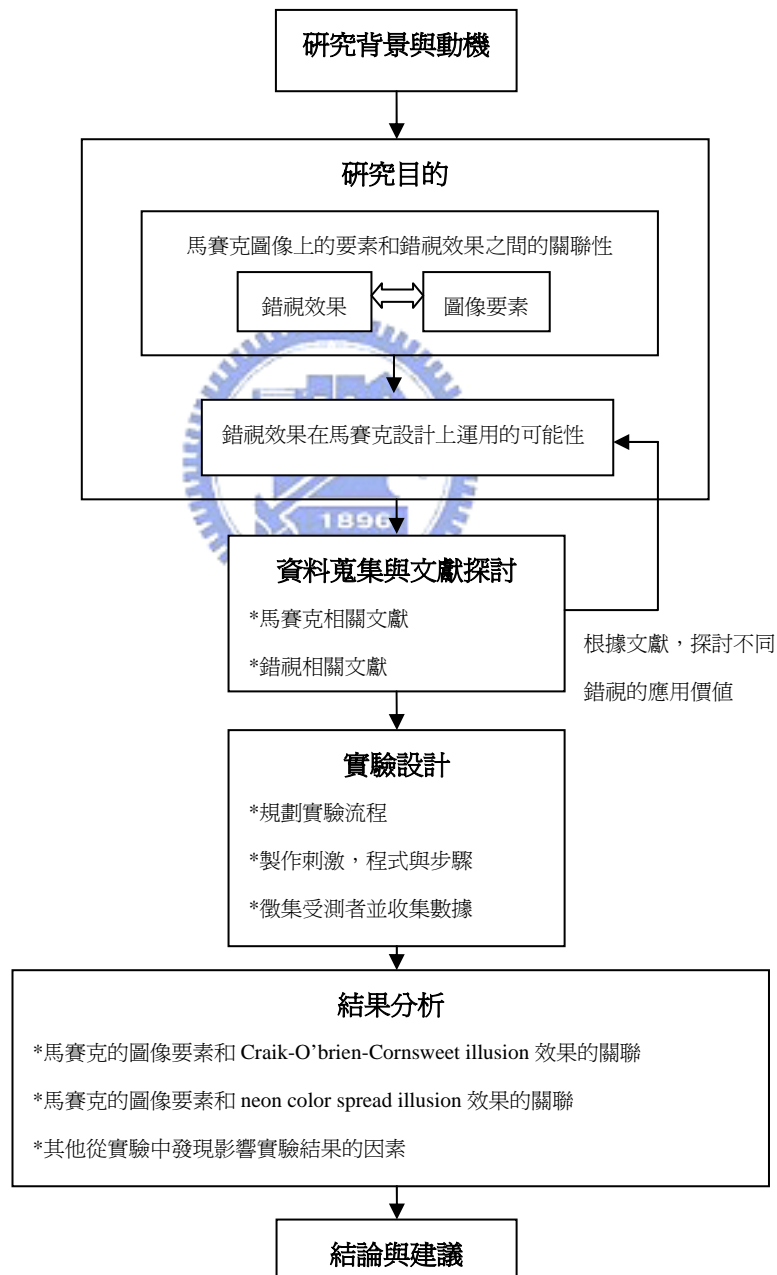 研究背景與動機
研究目的
馬賽克圖像上的要素和錯視效果之間的關聯性
錯視效果
圖像要素
錯視效果在馬賽克設計上運用的可能性
1896
資料蒐集與文獻探討
*馬賽克相關文獻
*錯視相關文獻
根據文獻，探討不同
錯視的應用價值
實驗設計
*規劃實驗流程
*製作刺激，程式與步驟
*徵集受測者並收集數據
結果分析
*馬賽克的圖像要素和 Craik-O’brien-Cornsweet illusion 效果的關聯
*馬賽克的圖像要素和 neon color spread illusion 效果的關聯
*其他從實驗中發現影響實驗結果的因素
結論與建議